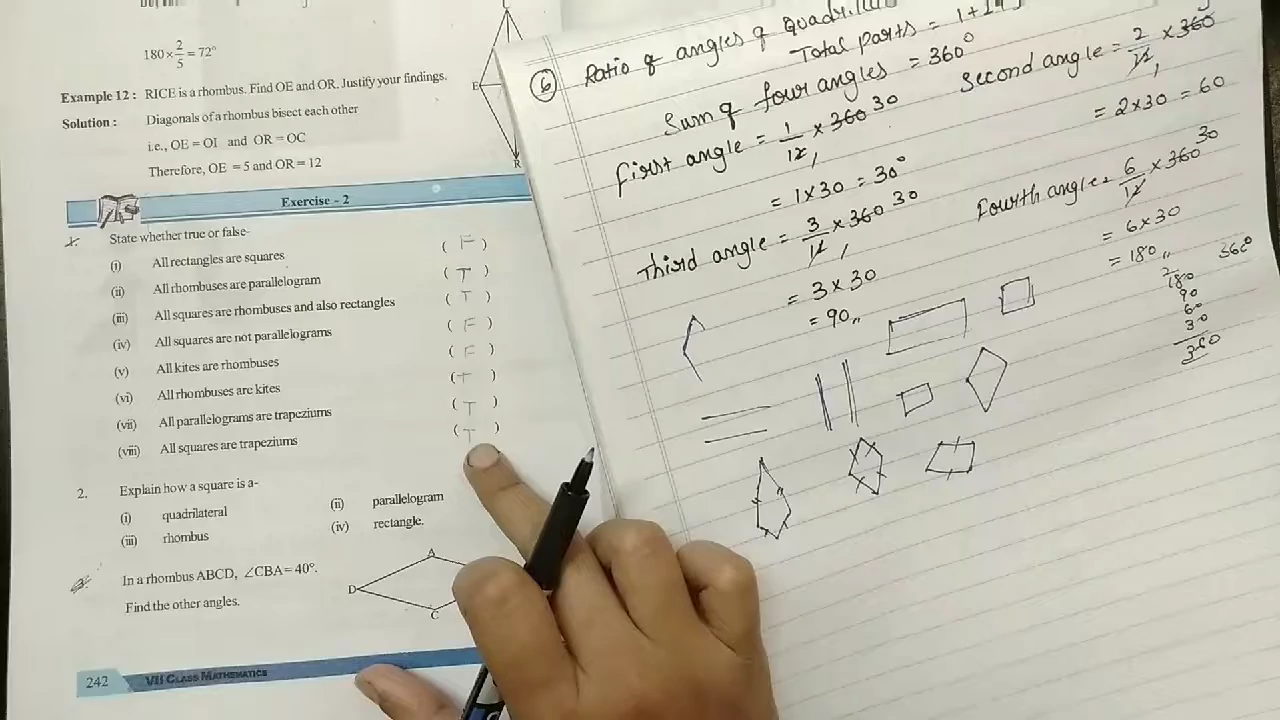 180 × 2/5 = 72°
Example 12 : RICE is a rhombus. Find OE and OR. Justify your findings.
Solution : Diagonals of a rhombus bisect each other
i.e., OE = OI and OR = OC
Therefore, OE = 5 and OR = 12
E
R
Exercise - 2
1. State whether true or false-
(i) All rectangles are squares ( F )
(ii) All rhombuses are parallelogram ( T )
(iii) All squares are rhombuses and also rectangles ( T )
(iv) All squares are not parallelograms ( F )
(v) All kites are rhombuses ( F )
(vi) All rhombuses are kites ( T )
(vii) All parallelograms are trapeziums ( T )
(viii) All squares are trapeziums ( T )
2. Explain how a square is a-
(i) quadrilateral (ii) parallelogram
(iii) rhombus (iv) rectangle.
3. In a rhombus ABCD, ∠CBA = 40°.
Find the other angles.
A
D
C
242 VII CLASS MATHEMATICS
6 Ratio of angles of Quadril
Total parts = 1+2
Sum of four angles = 360°
First angle = 1/12 × 360 30
= 1×30 = 30°
Second angle = 2/12 × 360
= 2×30 = 60
Third angle = 3/12 × 360 30
= 3 × 30
= 90,,
Fourth angle = 6/12 × 360 30
= 6×30
= 180,,
2
180
90
60
30
360
360°